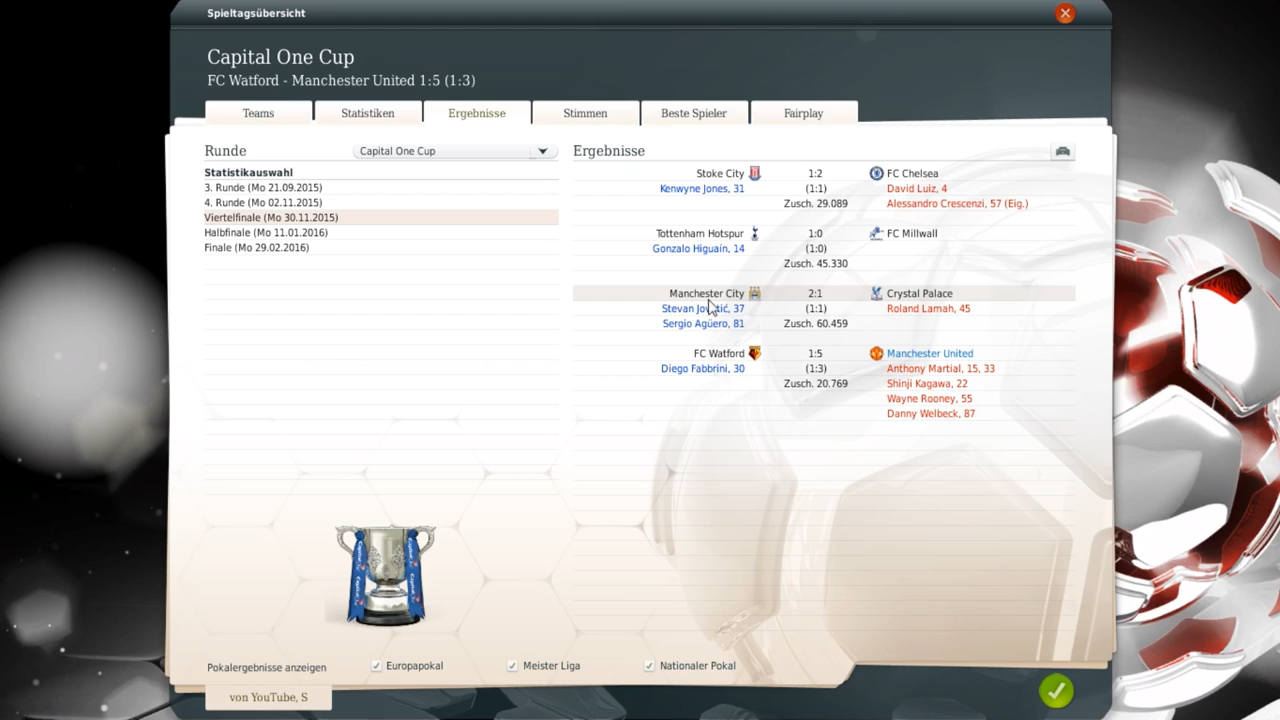 Spieltagsübersicht
Capital One Cup
FC Watford - Manchester United 1:5 (1:3)
Teams
Statistiken
Ergebnisse
Stimmen
Beste Spieler
Fairplay
Runde
Capital One Cup
Statistikauswahl
3. Runde (Mo 21.09.2015)
4. Runde (Mo 02.11.2015)
Viertelfinale (Mo 30.11.2015)
Halbfinale (Mo 11.01.2016)
Finale (Mo 29.02.2016)
Ergebnisse
Stoke City 1:2 FC Chelsea
Kenwyne Jones, 31 (1:1) David Luiz, 4
Zusch. 29.089 Alessandro Crescenzi, 57 (Eig.)
Tottenham Hotspur 1:0 FC Millwall
Gonzalo Higuaín, 14 (1:0)
Zusch. 45.330
Manchester City 2:1 Crystal Palace
Stevan 37 (1:1) Roland Lamah, 45
Sergio Agüero, 81 Zusch. 60.459
FC Watford 1:5 Manchester United
Diego Fabbrini, 30 (1:3) Anthony Martial, 15, 33
Zusch. 20.769 Shinji Kagawa, 22
Wayne Rooney, 55
Danny Welbeck, 87
Pokalergebnisse anzeigen
Europapokal
Meister Liga
Nationaler Pokal
von YouTube, S